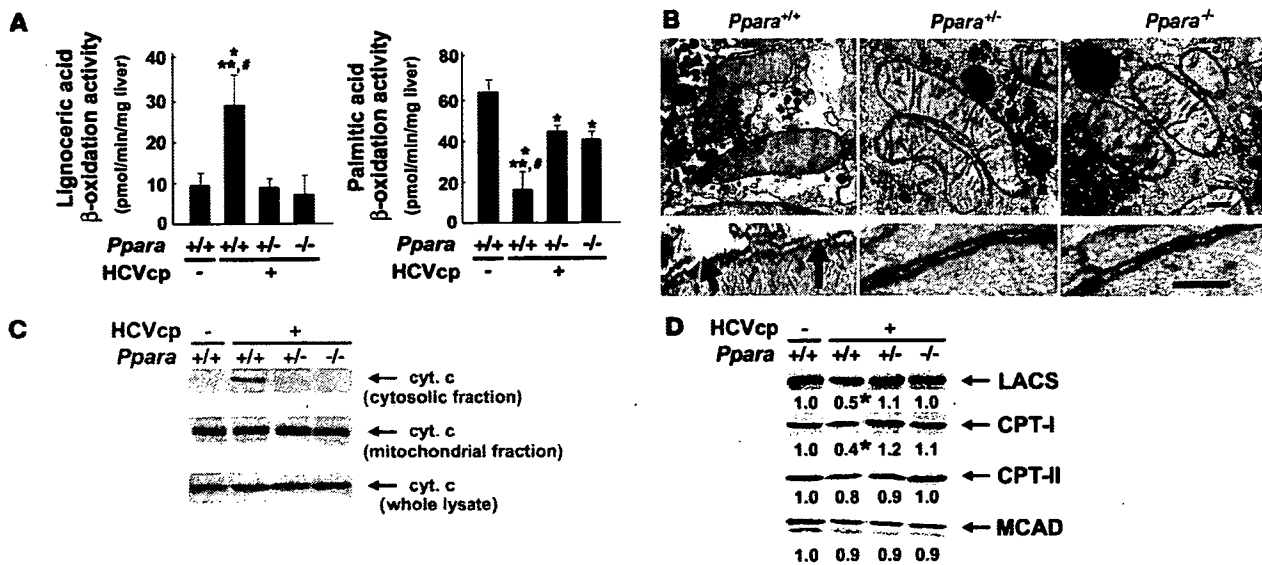 A
Lignoceric acid
β-oxidation activity
(pmol/min/mg liver)
40
30
20
10
0
*
**,#
Ppara +/+ +/+ +/- -/-
HCVcp - +
Palmitic acid
β-oxidation activity
(pmol/min/mg liver)
80
60
40
20
0
*
**,#
*
*
Ppara +/+ +/+ +/- -/-
HCVcp - +
B
Ppara+/+ Ppara+/- Ppara-/-
C
HCVcp - +
Ppara +/+ +/+ +/- -/-
← cyt. c
(cytosolic fraction)
← cyt. c
(mitochondrial fraction)
← cyt. c
(whole lysate)
D
HCVcp - +
Ppara +/+ +/+ +/- -/-
← LACS
1.0 0.5* 1.1 1.0
← CPT-I
1.0 0.4* 1.2 1.1
← CPT-II
1.0 0.8 0.9 1.0
← MCAD
1.0 0.9 0.9 0.9